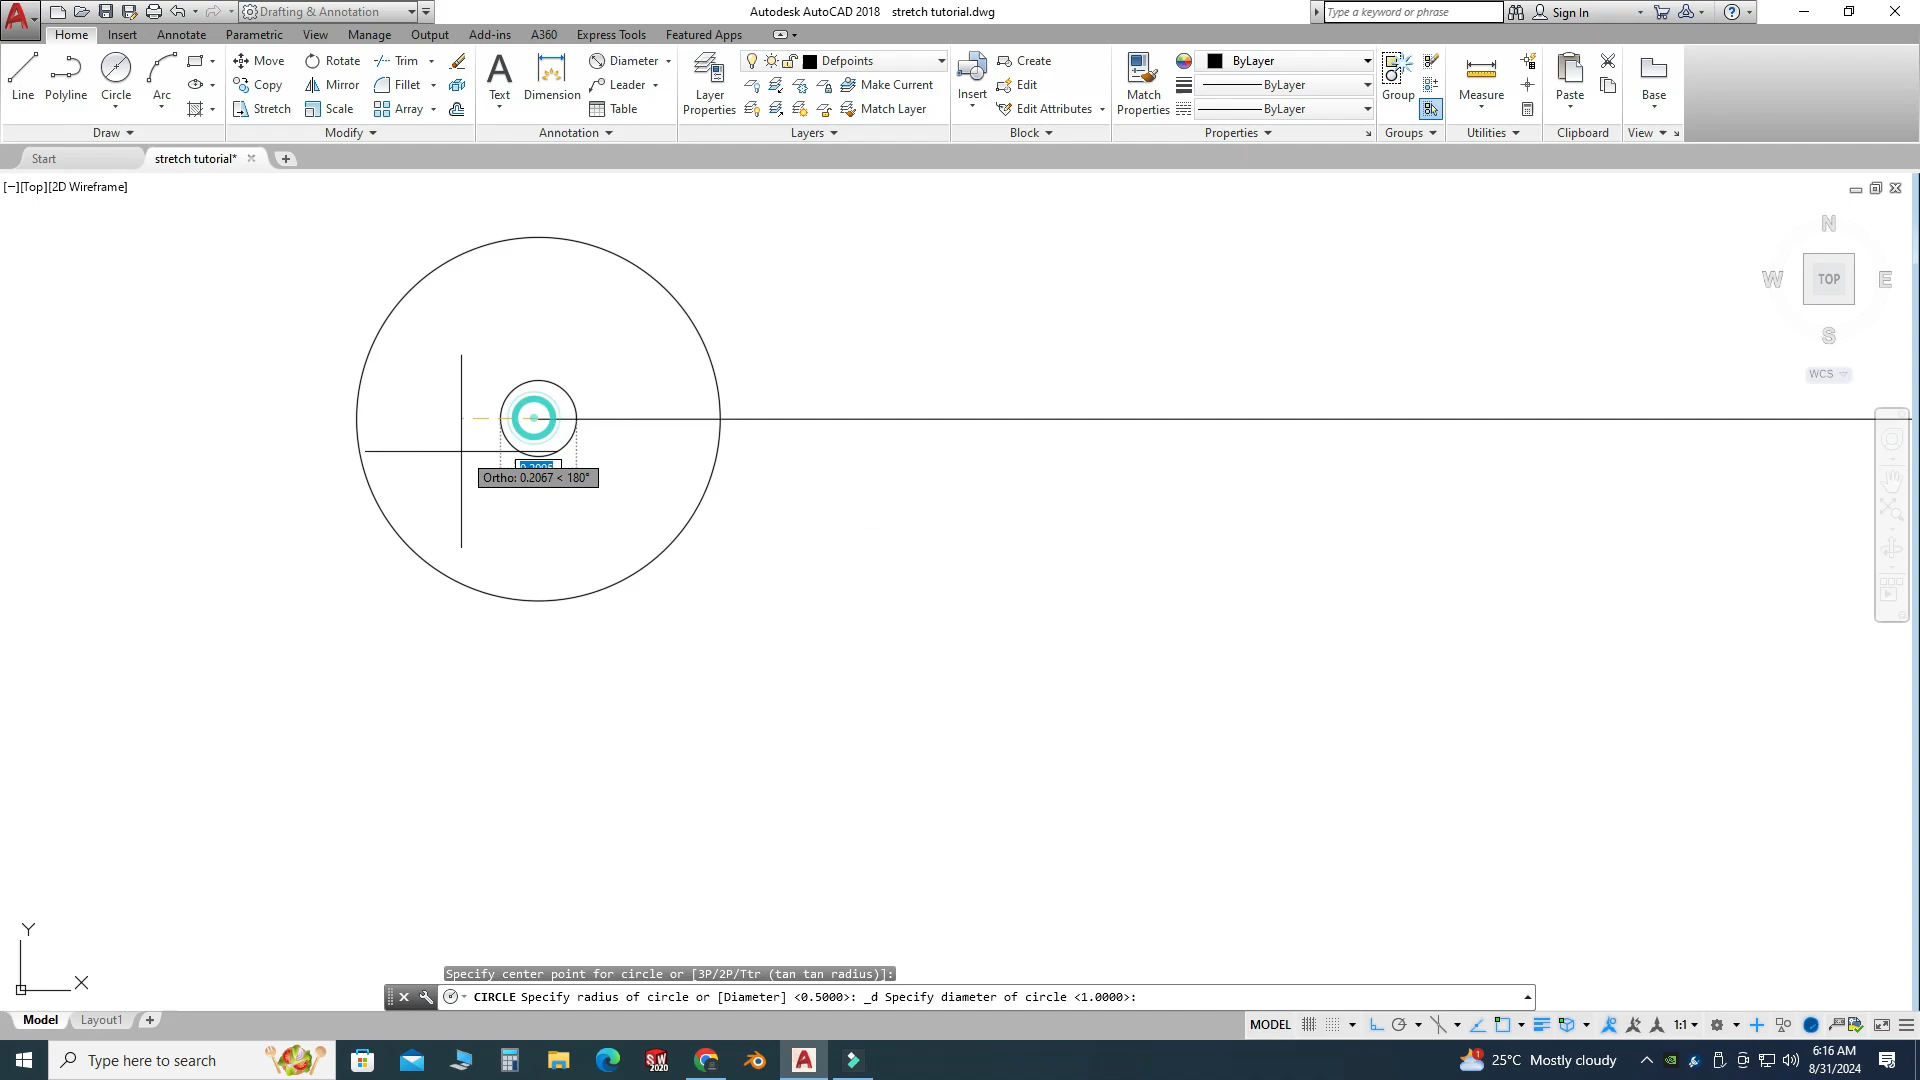 Drafting & Annotation
Autodesk AutoCAD 2018 stretch tutorial.dwg
Type a keyword or phrase
Sign In
Home Insert Annotate Parametric View Manage Output Add-ins A360 Express Tools Featured Apps
Line Polyline Circle Arc
Move Rotate Trim
Copy Mirror Fillet
Stretch Scale Array
Text Dimension
Diameter
Leader
Table
Layer Properties
Defpoints
Make Current
Match Layer
Insert
Create
Edit
Edit Attributes
Match Properties
ByLayer
ByLayer
ByLayer
Group
Measure
Paste
Base
Draw Modify Annotation Layers Block Properties Groups Utilities Clipboard View
Start stretch tutorial*
[−][Top][2D Wireframe]
N
W TOP E
S
WCS
Ortho: 0.2067 < 180°
Y
X
Specify center point for circle or [3P/2P/Ttr (tan tan radius)]:
CIRCLE Specify radius of circle or [Diameter] <0.5000>: _d Specify diameter of circle <1.0000>:
Model Layout1
MODEL 1:1
Type here to search
SW
2020
25°C Mostly cloudy
6:16 AM
8/31/2024